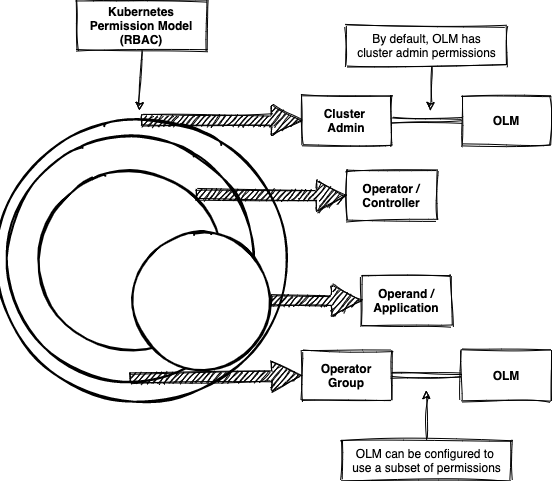 Kubernetes
Permission Model
(RBAC)
By default, OLM has
cluster admin permissions
Cluster
Admin
OLM
Operator /
Controller
Operand /
Application
Operator
Group
OLM
OLM can be configured to
use a subset of permissions